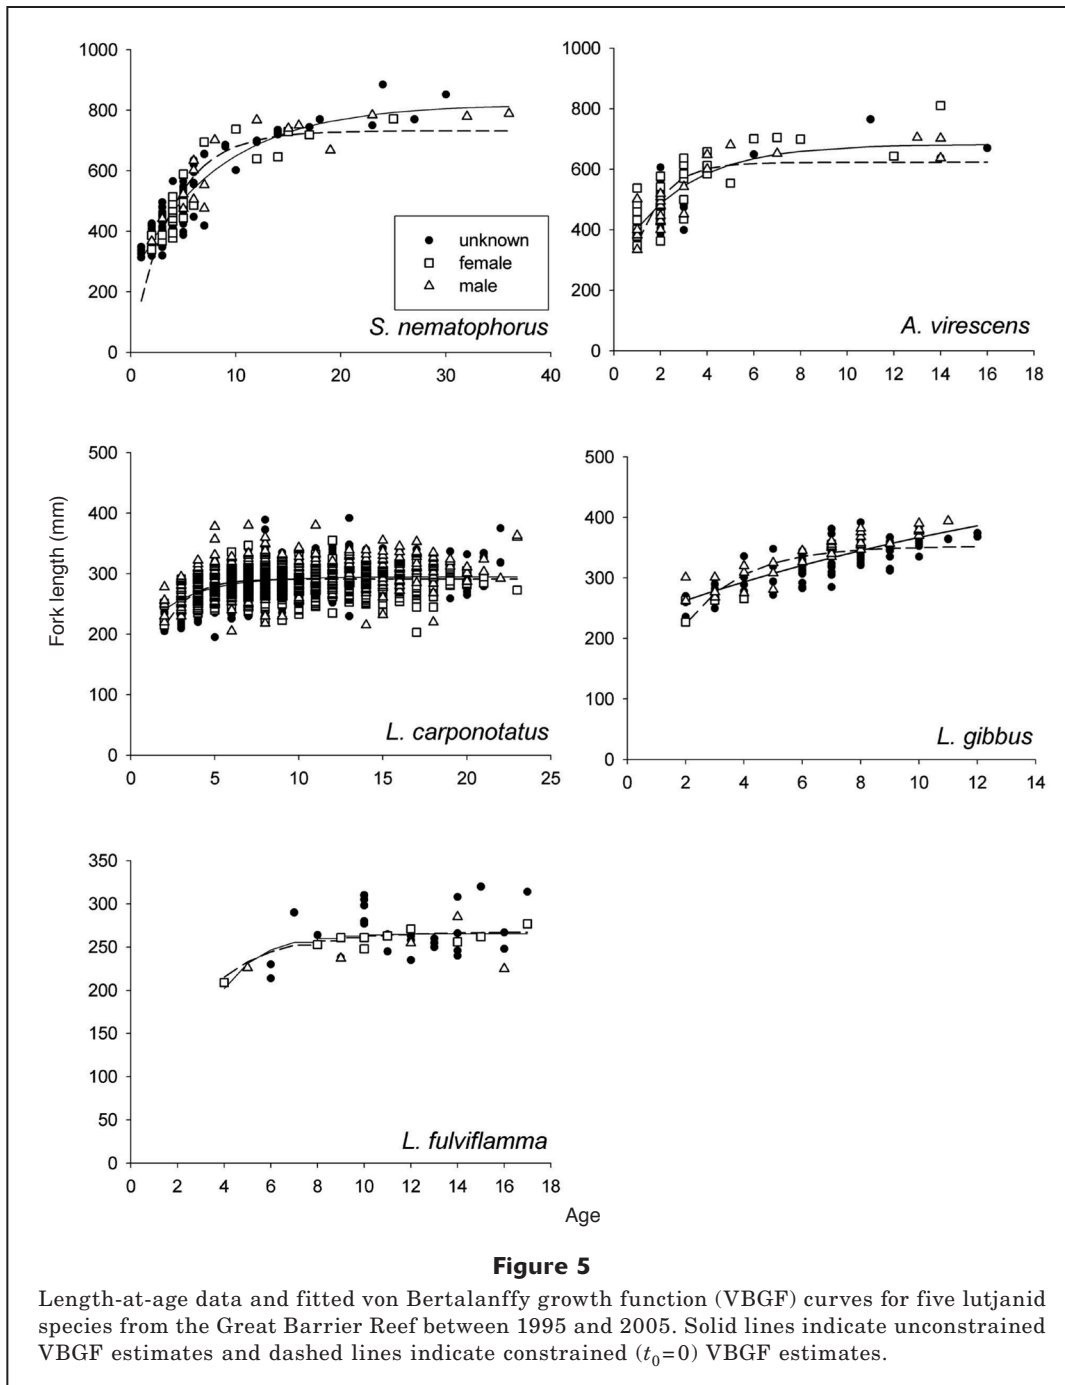 1000
800
600
400
200
0
0 10 20 30 40
unknown
female
male
S. nematophorus
1000
800
600
400
200
0
0 2 4 6 8 10 12 14 16 18
A. virescens
Fork length (mm)
500
400
300
200
100
0
0 5 10 15 20 25
L. carponotatus
500
400
300
200
100
0
0 2 4 6 8 10 12 14
L. gibbus
350
300
250
200
150
100
50
0
0 2 4 6 8 10 12 14 16 18
L. fulviflamma
Age
Figure 5
Length-at-age data and fitted von Bertalanffy growth function (VBGF) curves for five lutjanid
species from the Great Barrier Reef between 1995 and 2005. Solid lines indicate unconstrained
VBGF estimates and dashed lines indicate constrained (t0=0) VBGF estimates.